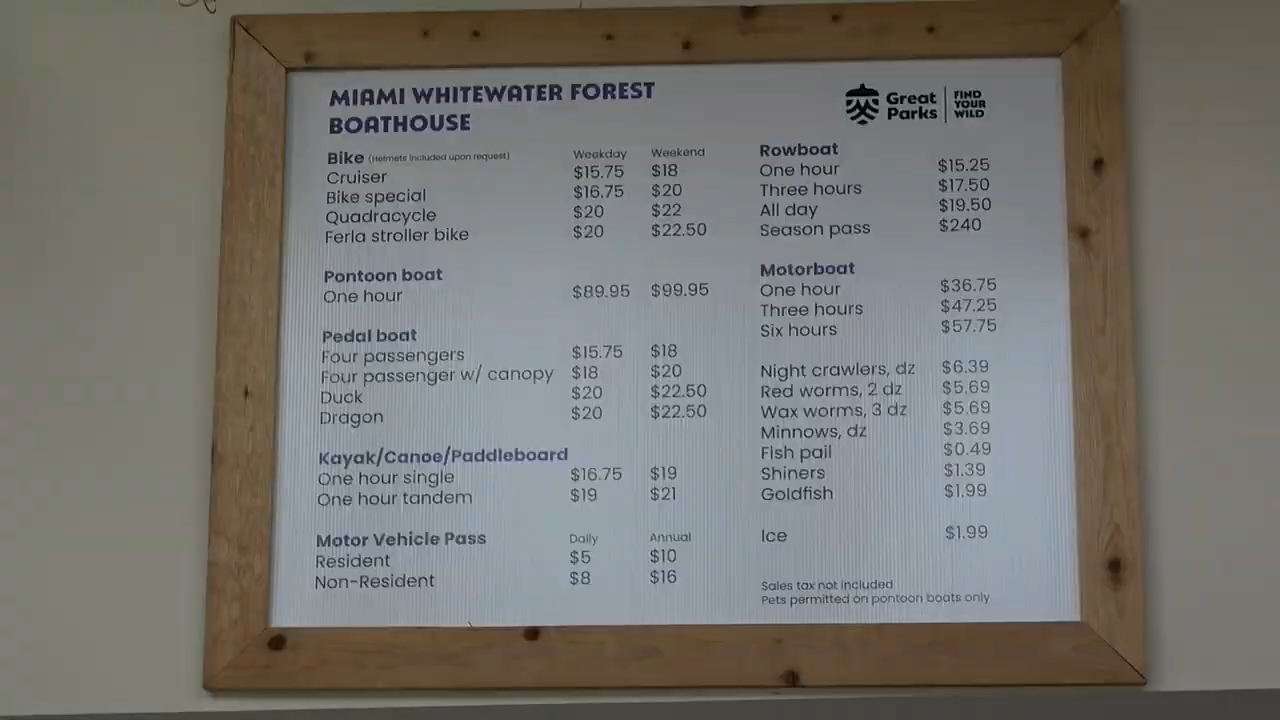 MIAMI WHITEWATER FOREST
BOATHOUSE
Great Parks | FIND YOUR WILD
Bike (Helmets included upon request) Weekday Weekend
Cruiser $15.75 $18
Bike special $16.75 $20
Quadracycle $20 $22
Ferla stroller bike $20 $22.50
Pontoon boat
One hour $89.95 $99.95
Pedal boat
Four passengers $15.75 $18
Four passenger w/ canopy $18 $20
Duck $20 $22.50
Dragon $20 $22.50
Kayak/Canoe/Paddleboard
One hour single $16.75 $19
One hour tandem $19 $21
Motor Vehicle Pass Daily Annual
Resident $5 $10
Non-Resident $8 $16
Rowboat
One hour $15.25
Three hours $17.50
All day $19.50
Season pass $240
Motorboat
One hour $36.75
Three hours $47.25
Six hours $57.75
Night crawlers, dz $6.39
Red worms, 2 dz $5.69
Wax worms, 3 dz $5.69
Minnows, dz $3.69
Fish pail $0.49
Shiners $1.39
Goldfish $1.99
Ice $1.99
Sales tax not included
Pets permitted on pontoon boats only